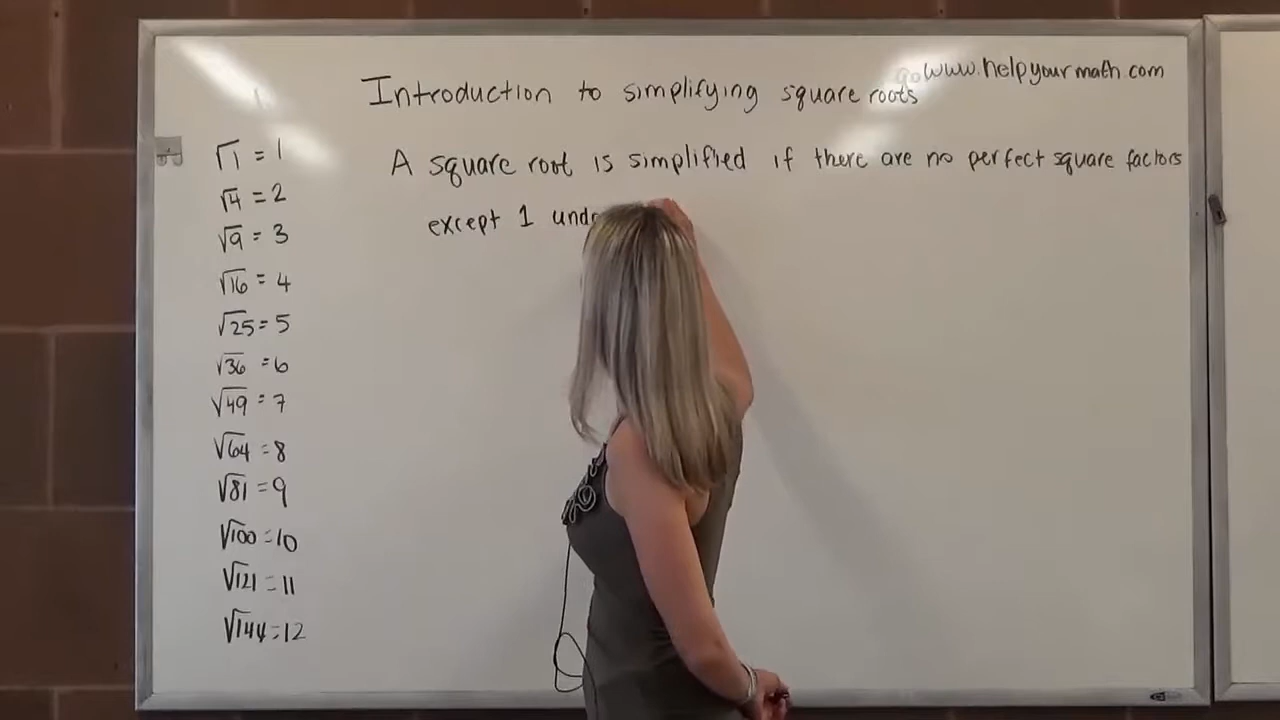 www.helpyourmath.com
Introduction to simplifying square roots
A square root is simplified if there are no perfect square factors
except 1
√1 = 1
√4 = 2
√9 = 3
√16 = 4
√25 = 5
√36 = 6
√49 = 7
√64 = 8
√81 = 9
√100 = 10
√121 = 11
√144 = 12